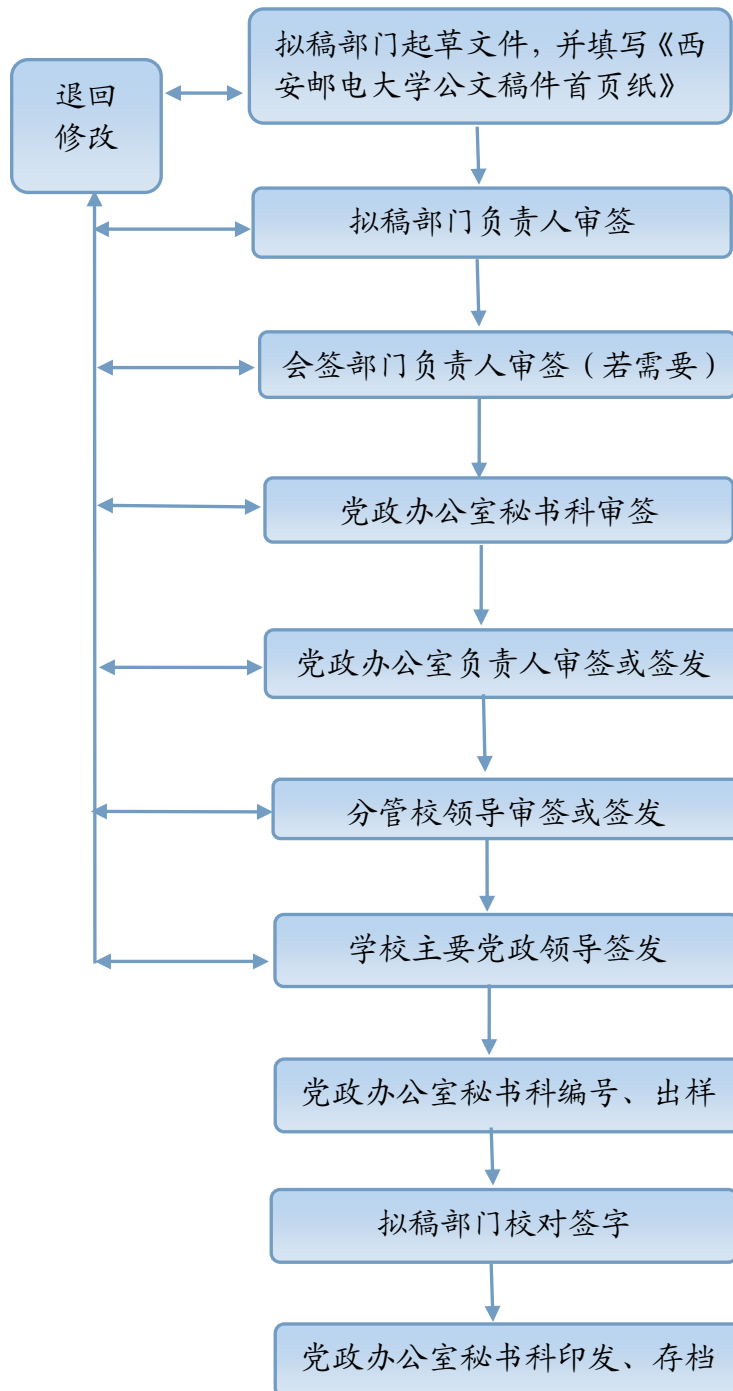 拟稿部门起草文件，并填写《西
安邮电大学公文稿件首页纸》
退回
修改
拟稿部门负责人审签
会签部门负责人审签（若需要）
党政办公室秘书科审签
党政办公室负责人审签或签发
分管校领导审签或签发
学校主要党政领导签发
党政办公室秘书科编号、出样
拟稿部门校对签字
党政办公室秘书科印发、存档